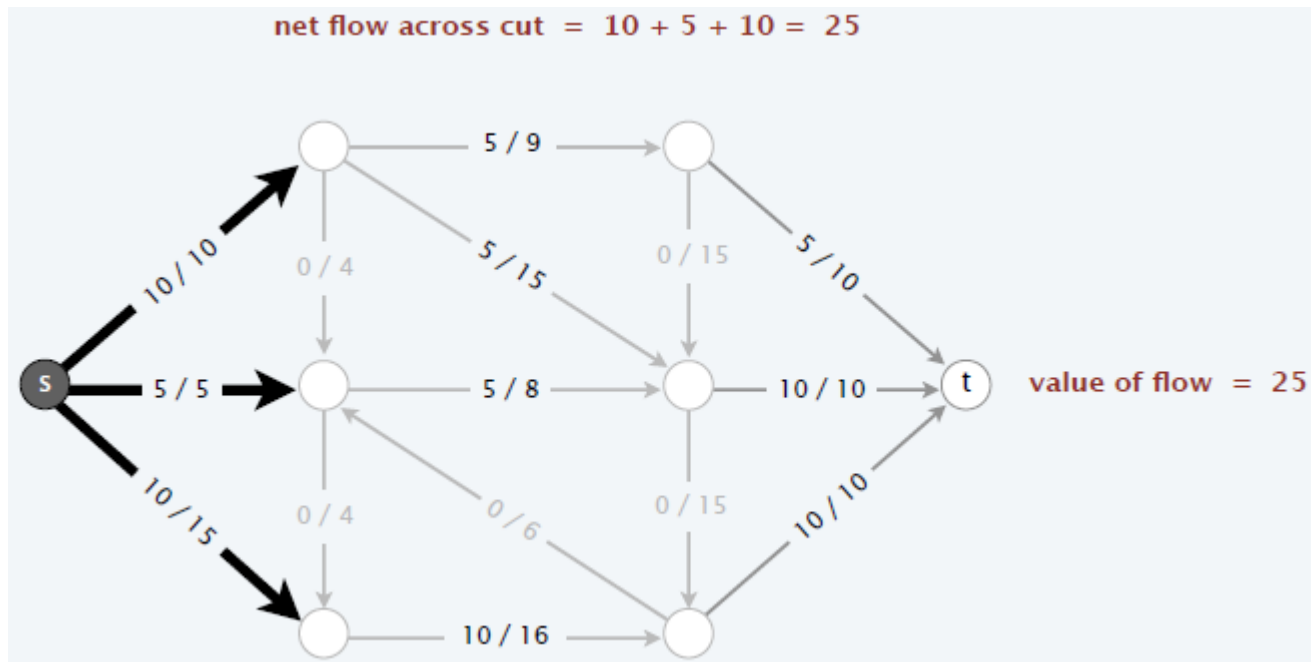 net flow across cut = 10 + 5 + 10 = 25
5 / 9
10 / 10
0 / 4
5 / 15
0 / 15
5 / 10
s
5 / 5
5 / 8
10 / 10
t
value of flow = 25
10 / 15
0 / 4
0 / 6
0 / 15
10 / 10
10 / 16